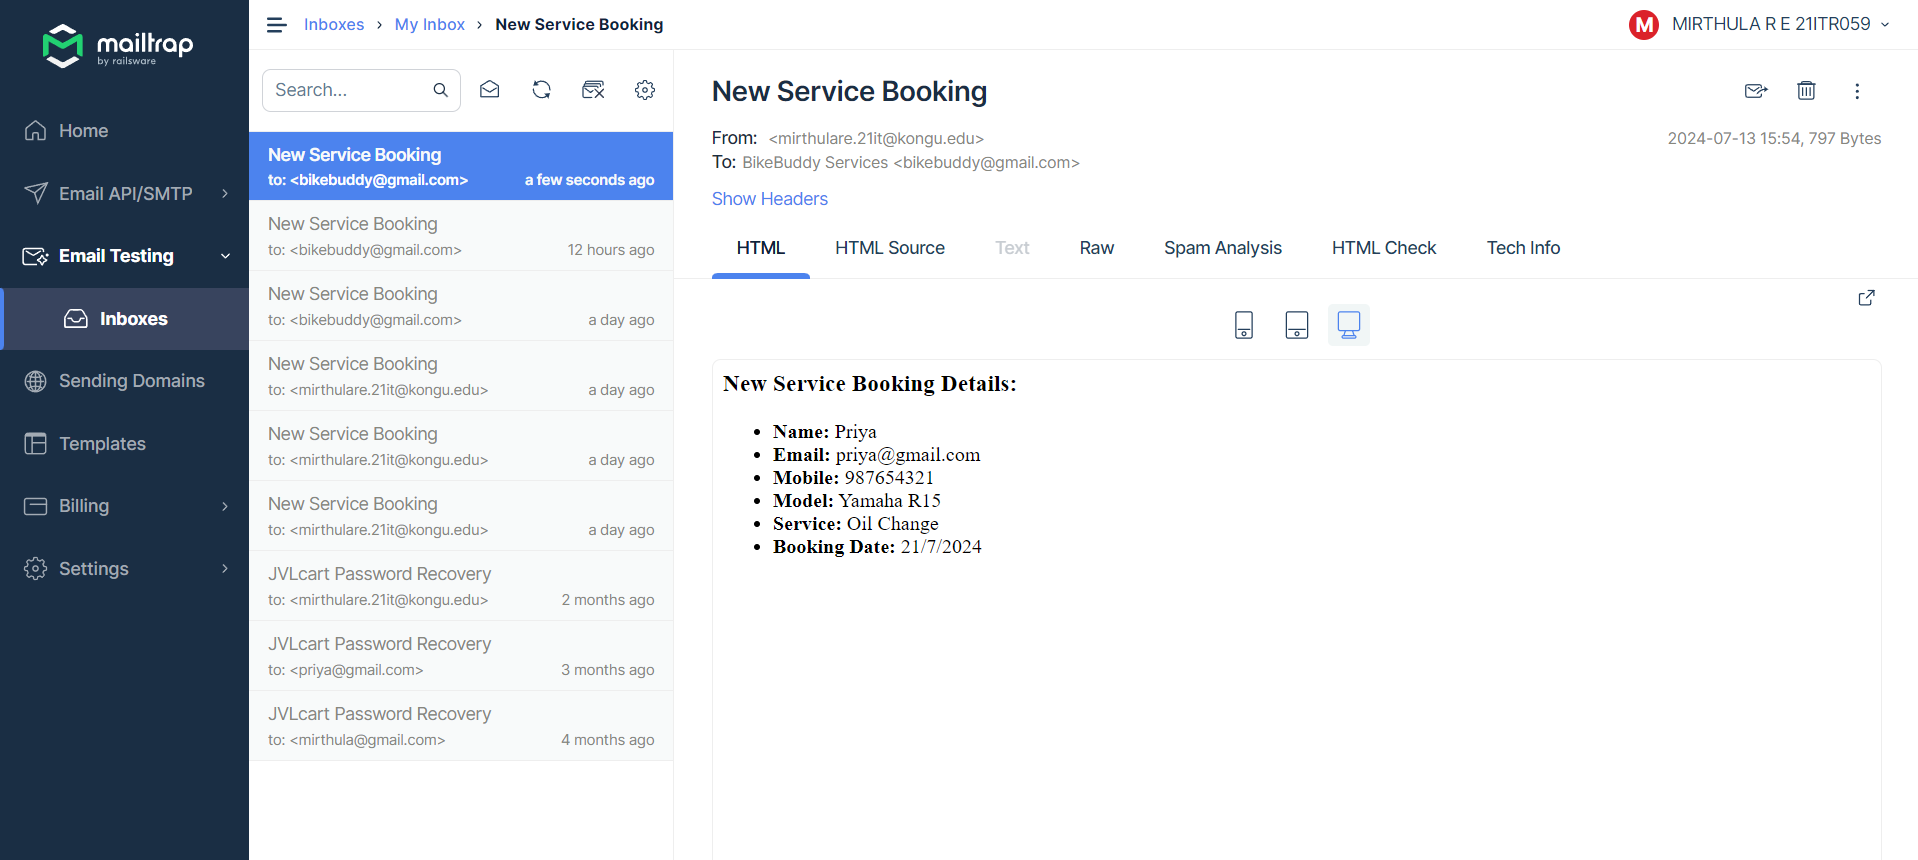 mailtrap
by railsware
Home
Email API/SMTP
Email Testing
Inboxes
Sending Domains
Templates
Billing
Settings
Inboxes › My Inbox › New Service Booking
M MIRTHULA R E 21ITR059
Search...
New Service Booking
to: <bikebuddy@gmail.com> a few seconds ago
New Service Booking
to: <bikebuddy@gmail.com> 12 hours ago
New Service Booking
to: <bikebuddy@gmail.com> a day ago
New Service Booking
to: <mirthulare.21it@kongu.edu> a day ago
New Service Booking
to: <mirthulare.21it@kongu.edu> a day ago
New Service Booking
to: <mirthulare.21it@kongu.edu> a day ago
JVLcart Password Recovery
to: <mirthulare.21it@kongu.edu> 2 months ago
JVLcart Password Recovery
to: <priya@gmail.com> 3 months ago
JVLcart Password Recovery
to: <mirthula@gmail.com> 4 months ago
New Service Booking
From: <mirthulare.21it@kongu.edu> 2024-07-13 15:54, 797 Bytes
To: BikeBuddy Services <bikebuddy@gmail.com>
Show Headers
HTML HTML Source Text Raw Spam Analysis HTML Check Tech Info
New Service Booking Details:
• Name: Priya
• Email: priya@gmail.com
• Mobile: 987654321
• Model: Yamaha R15
• Service: Oil Change
• Booking Date: 21/7/2024